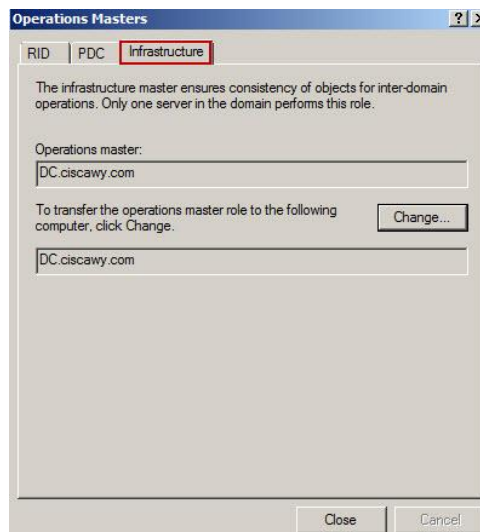 Operations Masters
RID PDC Infrastructure
The infrastructure master ensures consistency of objects for inter-domain
operations. Only one server in the domain performs this role.
Operations master:
DC.ciscawy.com
To transfer the operations master role to the following
computer, click Change.
Change...
DC.ciscawy.com
Close Cancel